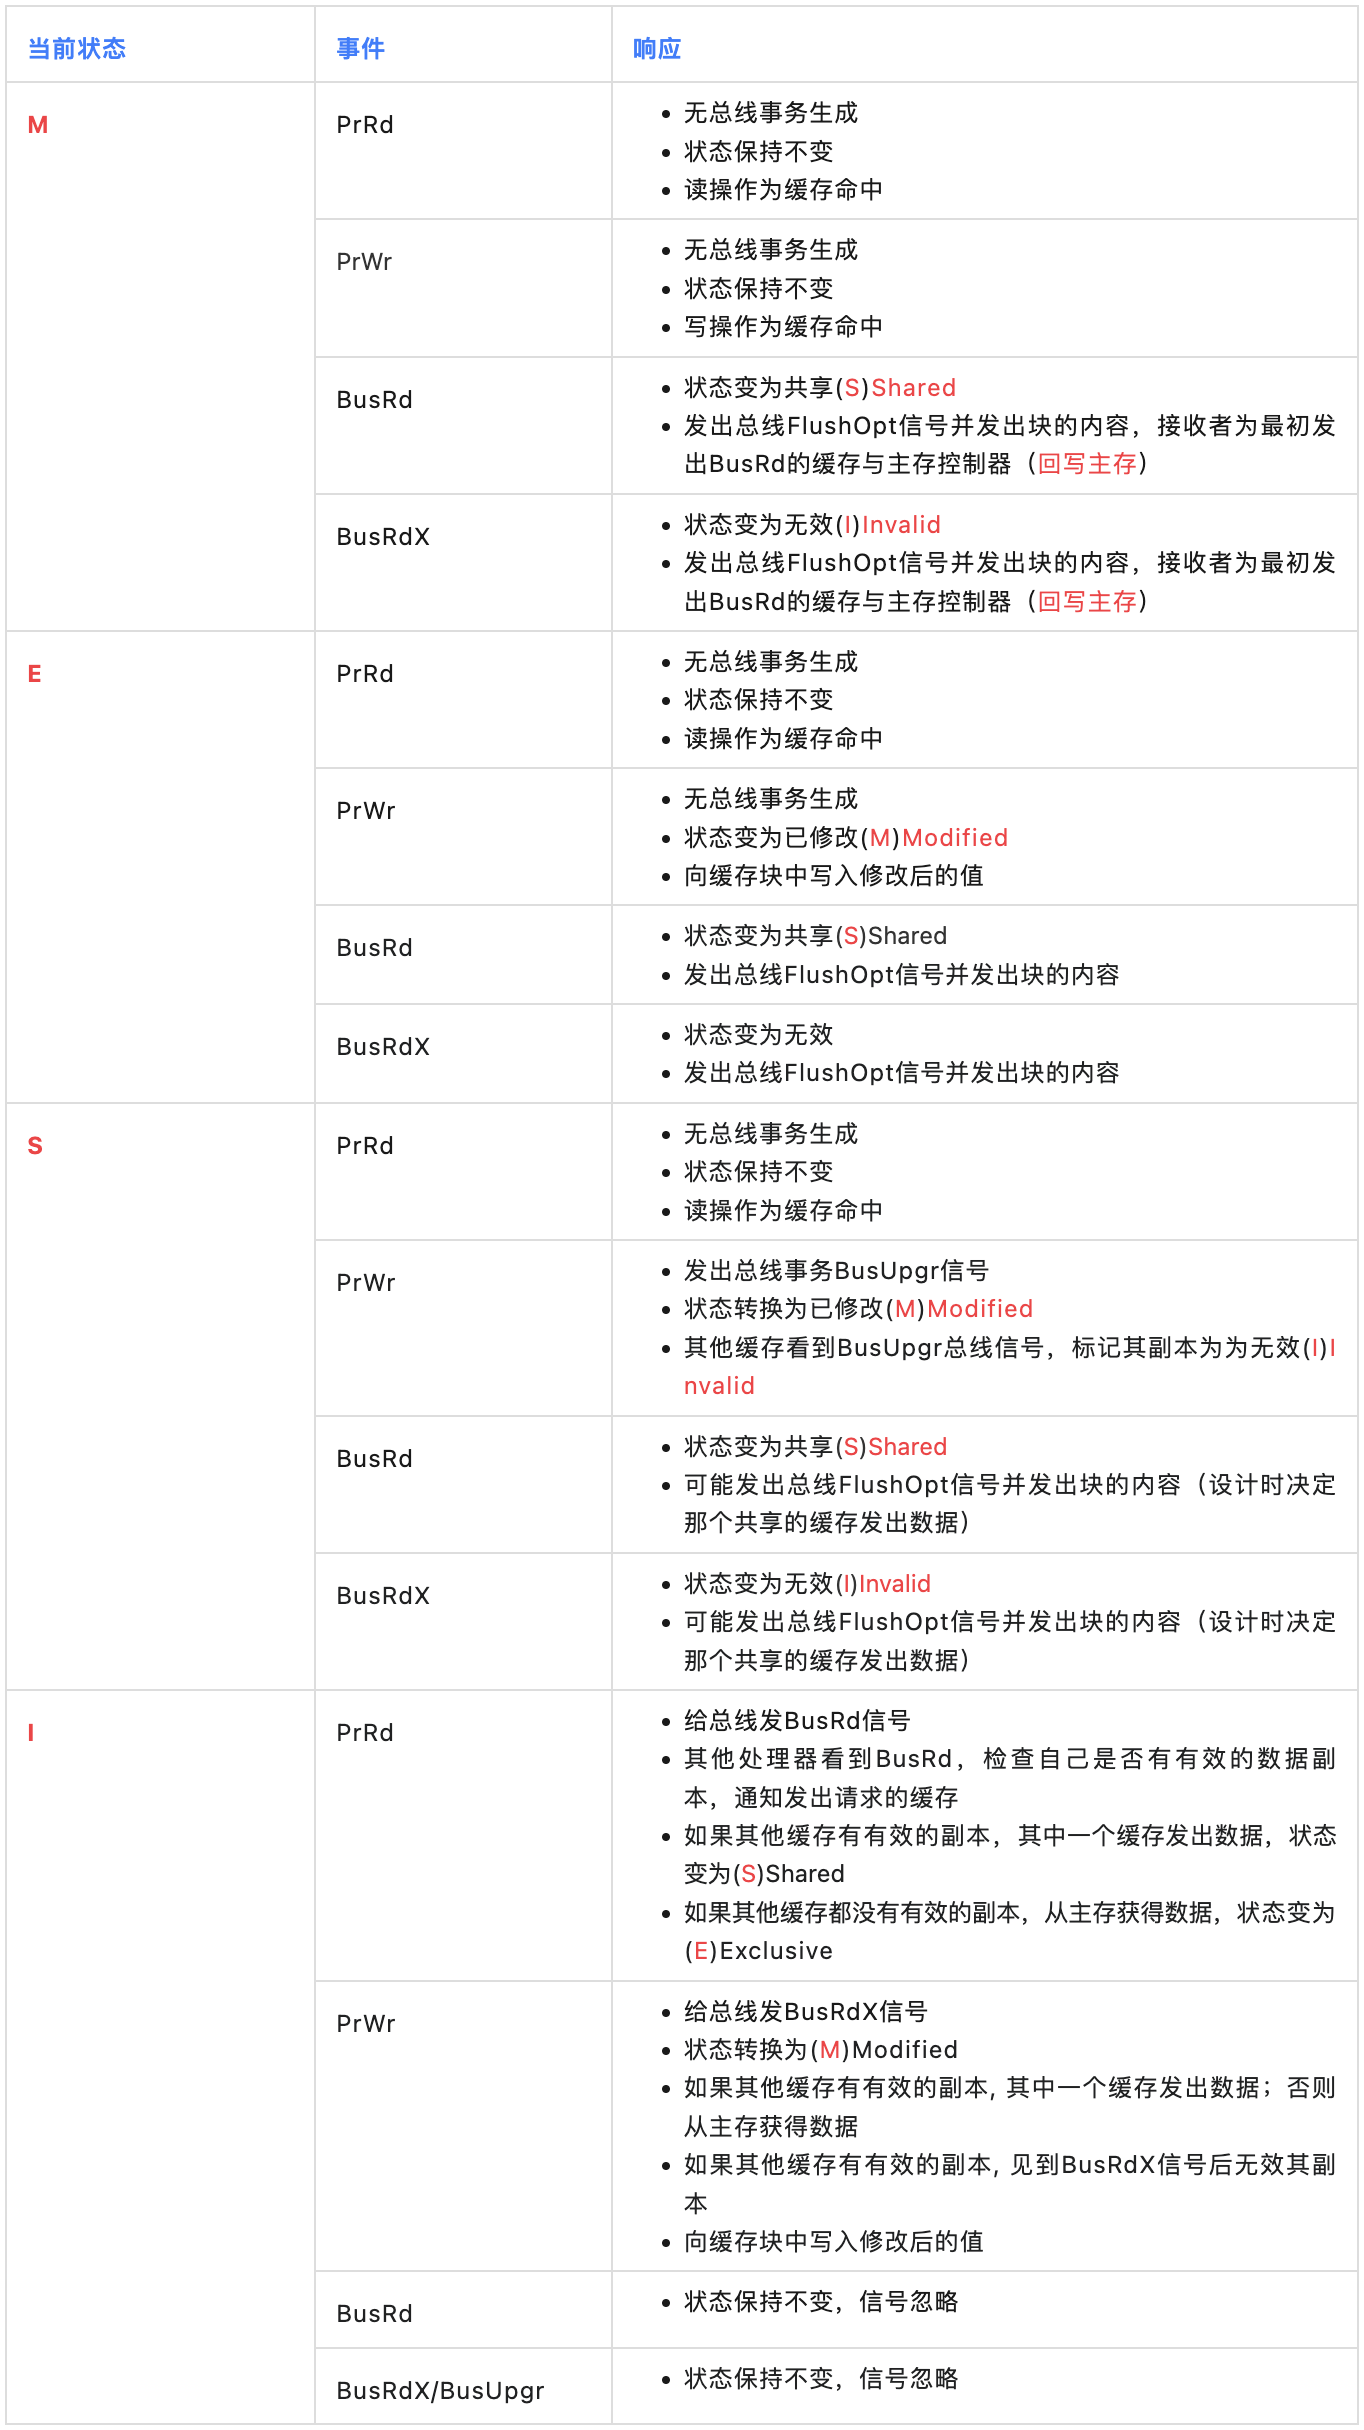 当前状态 事件 响应
M PrRd
无总线事务生成
状态保持不变
读操作为缓存命中
PrWr
无总线事务生成
状态保持不变
写操作为缓存命中
BusRd
状态变为共享(S)Shared
发出总线FlushOpt信号并发出块的内容，接收者为最初发
出BusRd的缓存与主存控制器（回写主存）
BusRdX
状态变为无效(I)Invalid
发出总线FlushOpt信号并发出块的内容，接收者为最初发
出BusRd的缓存与主存控制器（回写主存）
E PrRd
无总线事务生成
状态保持不变
读操作为缓存命中
PrWr
无总线事务生成
状态变为已修改(M)Modified
向缓存块中写入修改后的值
BusRd
状态变为共享(S)Shared
发出总线FlushOpt信号并发出块的内容
BusRdX
状态变为无效
发出总线FlushOpt信号并发出块的内容
S PrRd
无总线事务生成
状态保持不变
读操作为缓存命中
PrWr
发出总线事务BusUpgr信号
状态转换为已修改(M)Modified
其他缓存看到BusUpgr总线信号，标记其副本为为无效(I)I
nvalid
BusRd
状态变为共享(S)Shared
可能发出总线FlushOpt信号并发出块的内容（设计时决定
那个共享的缓存发出数据）
BusRdX
状态变为无效(I)Invalid
可能发出总线FlushOpt信号并发出块的内容（设计时决定
那个共享的缓存发出数据）
I PrRd
给总线发BusRd信号
其他处理器看到BusRd，检查自己是否有有效的数据副
本，通知发出请求的缓存
如果其他缓存有有效的副本，其中一个缓存发出数据，状态
变为(S)Shared
如果其他缓存都没有有效的副本，从主存获得数据，状态变为
(E)Exclusive
PrWr
给总线发BusRdX信号
状态转换为(M)Modified
如果其他缓存有有效的副本, 其中一个缓存发出数据；否则
从主存获得数据
如果其他缓存有有效的副本, 见到BusRdX信号后无效其副
本
向缓存块中写入修改后的值
BusRd
状态保持不变，信号忽略
BusRdX/BusUpgr
状态保持不变，信号忽略